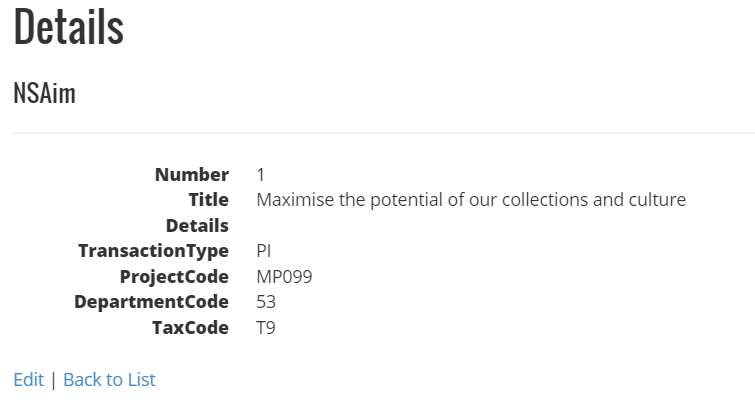 Details
NSAim
Number 1
Title Maximise the potential of our collections and culture
Details
TransactionType PI
ProjectCode MP099
DepartmentCode 53
TaxCode T9
Edit | Back to List